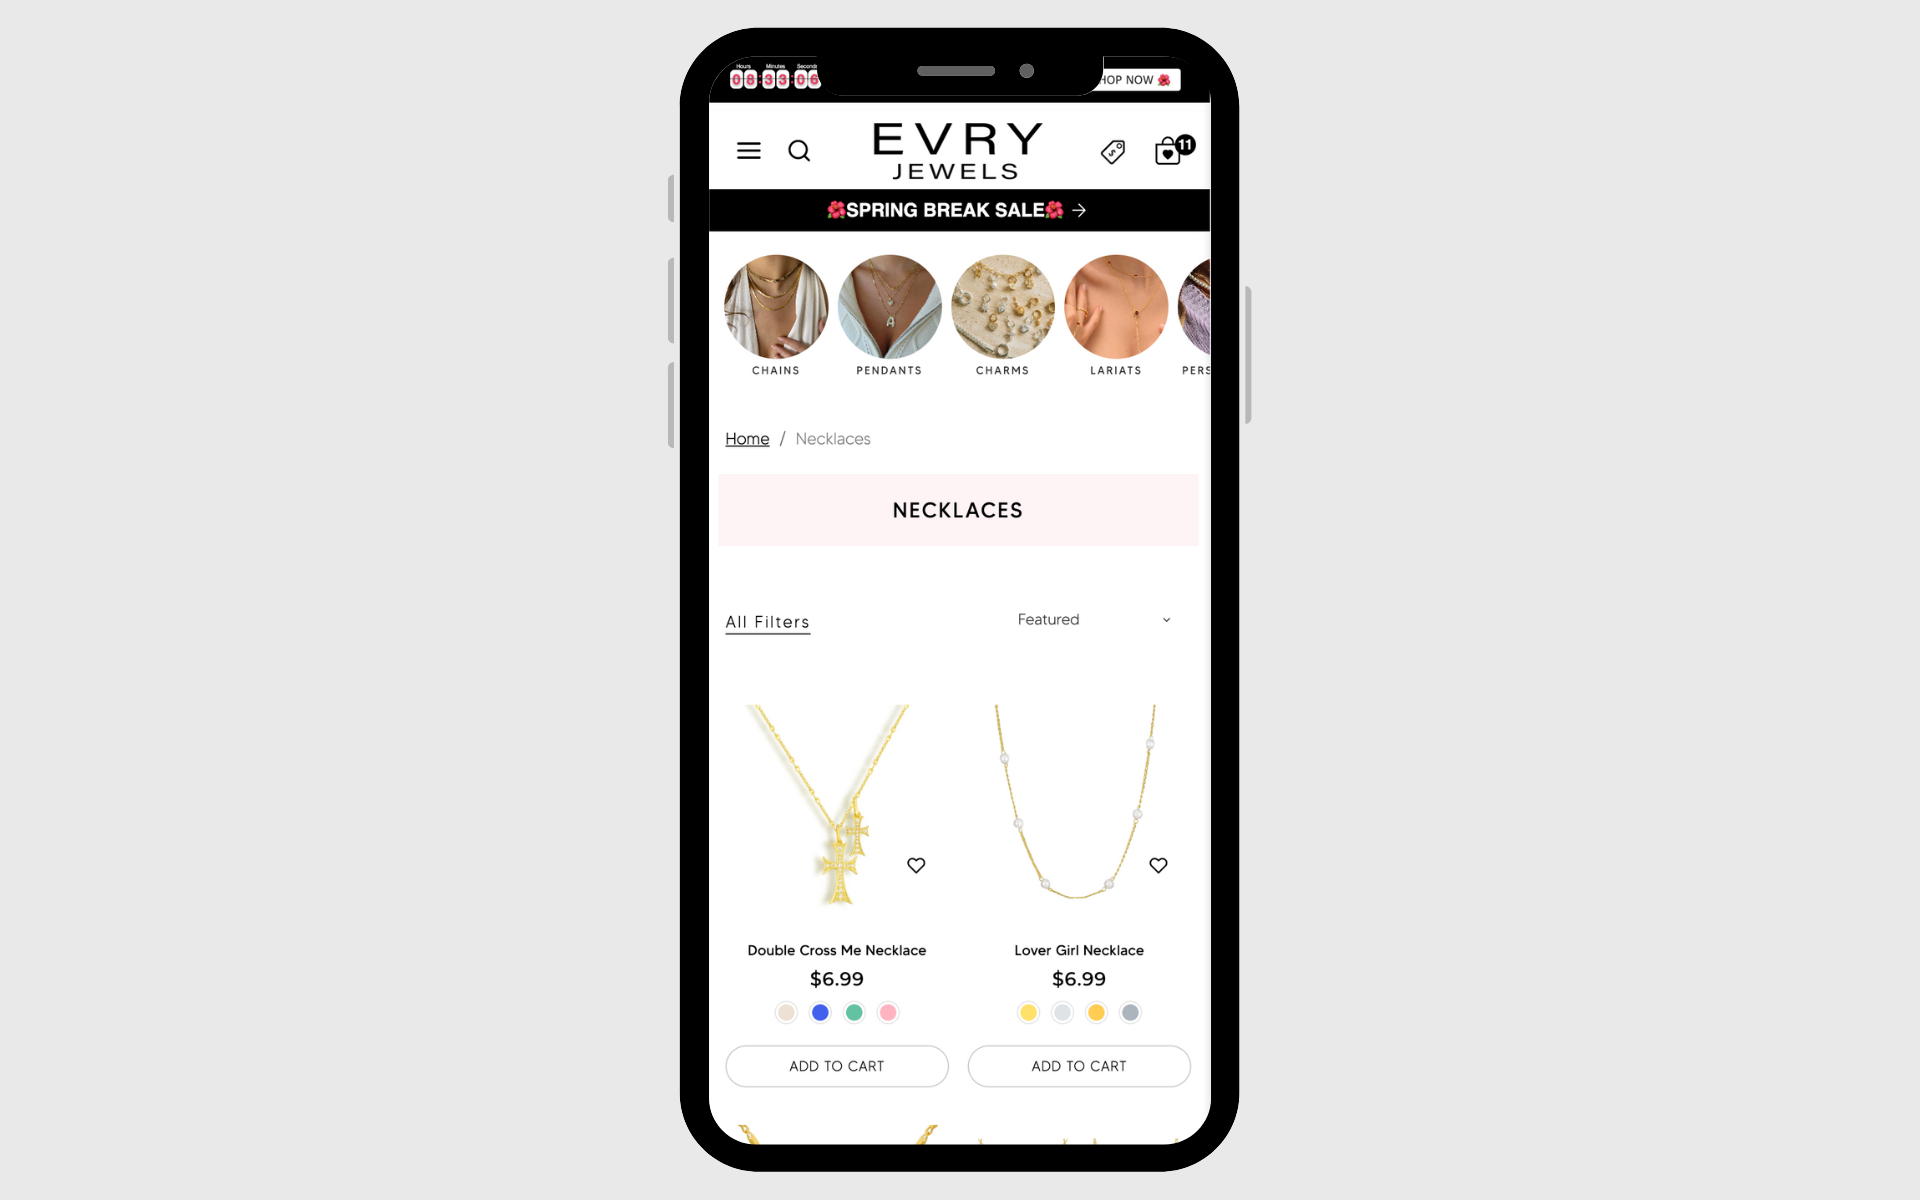 Hours Minutes Seconds
08:33:06
HOP NOW 🌺
EVRY
JEWELS
11
🌺SPRING BREAK SALE🌺 →
CHAINS PENDANTS CHARMS LARIATS PERS
Home / Necklaces
NECKLACES
All Filters Featured
Double Cross Me Necklace
$6.99
ADD TO CART
Lover Girl Necklace
$6.99
ADD TO CART